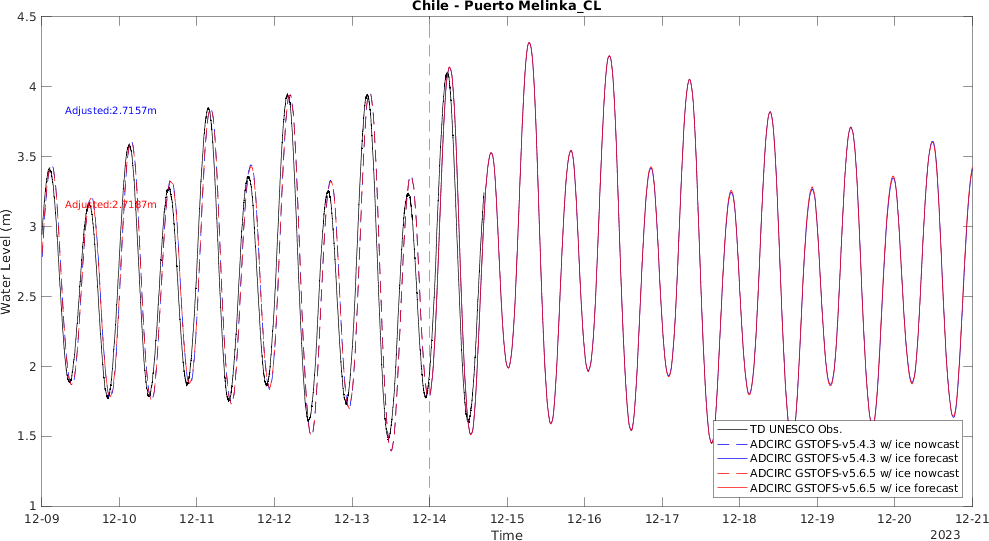 Chile - Puerto Melinka_CL
4.5
4
3.5
3
2.5
2
1.5
1
Water Level (m)
Adjusted:2.7157m
Adjusted:2.7187m
TD UNESCO Obs.
ADCIRC GSTOFS-v5.4.3 w/ ice nowcast
ADCIRC GSTOFS-v5.4.3 w/ ice forecast
ADCIRC GSTOFS-v5.6.5 w/ ice nowcast
ADCIRC GSTOFS-v5.6.5 w/ ice forecast
12-09 12-10 12-11 12-12 12-13 12-14 12-15 12-16 12-17 12-18 12-19 12-20 12-21
Time
2023